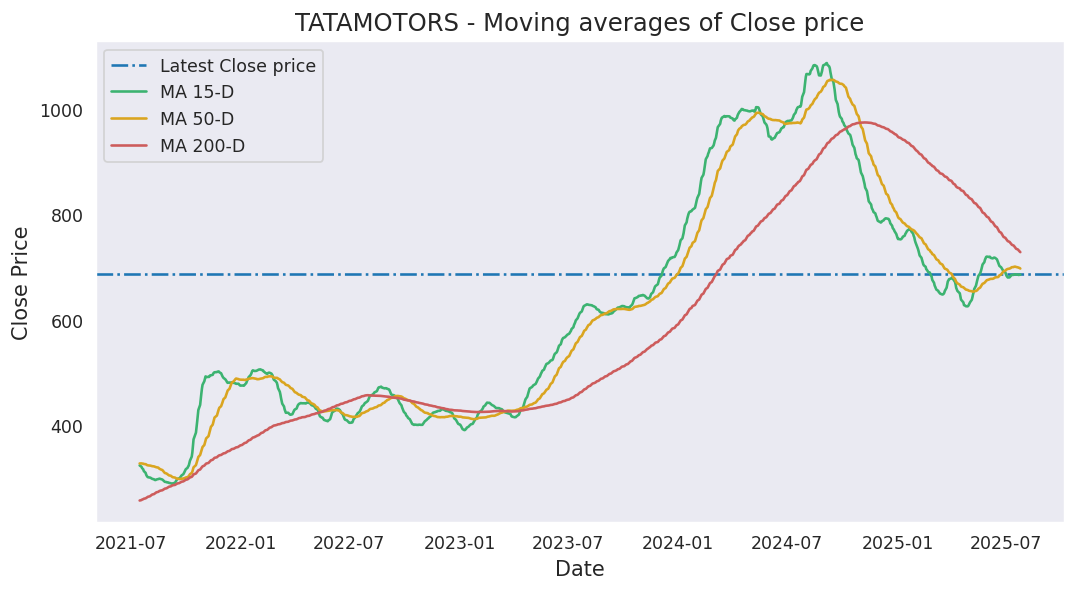 TATAMOTORS - Moving averages of Close price
Latest Close price
MA 15-D
MA 50-D
MA 200-D
Close Price
1000
800
600
400
2021-07 2022-01 2022-07 2023-01 2023-07 2024-01 2024-07 2025-01 2025-07
Date